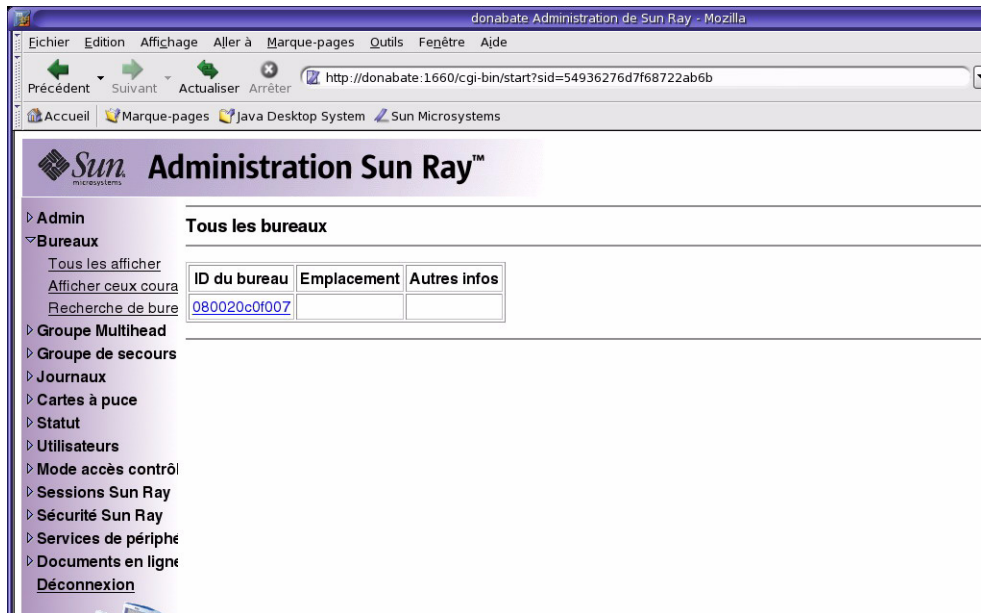 donabate Administration de Sun Ray - Mozilla
Eichier Edition Affichage Aller à Marque-pages Outils Fenêtre Aide
Précédent Suivant Actualiser Arrêter http://donabate:1660/cgi-bin/start?sid=54936276d7f68722ab6b
Accueil Marque-pages Java Desktop System Sun Microsystems
Sun microsystems Administration Sun Ray™
Admin
Bureaux
Tous les afficher
Afficher ceux coura
Recherche de bure
Groupe Multihead
Groupe de secours
Journaux
Cartes à puce
Statut
Utilisateurs
Mode accès contrôl
Sessions Sun Ray
Sécurité Sun Ray
Services de périphé
Documents en ligne
Déconnexion
Tous les bureaux
ID du bureau Emplacement Autres infos
080020c0f007